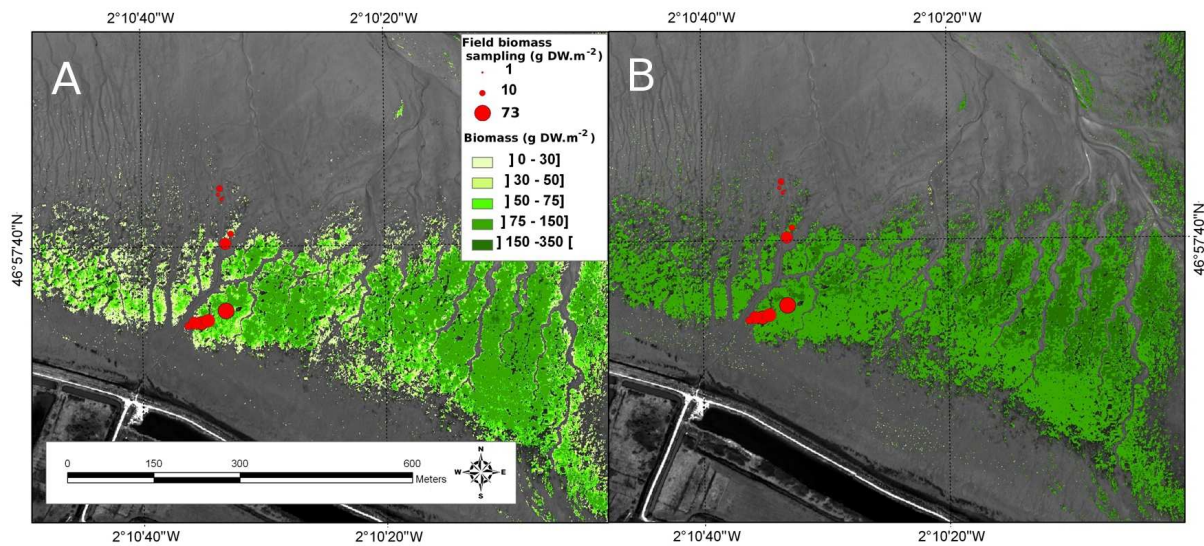 2°10'40"W
2°10'20"W
2°10'40"W
2°10'20"W
A
B
Field biomass
sampling (g DW.m-2)
1
10
73
Biomass (g DW.m-2)
] 0 - 30]
] 30 - 50]
] 50 - 75]
] 75 - 150]
] 150 -350 [
46°57'40"N
46°57'40"N
0
150
300
600
Meters
N
W
E
S
2°10'40"W
2°10'20"W
2°10'40"W
2°10'20"W